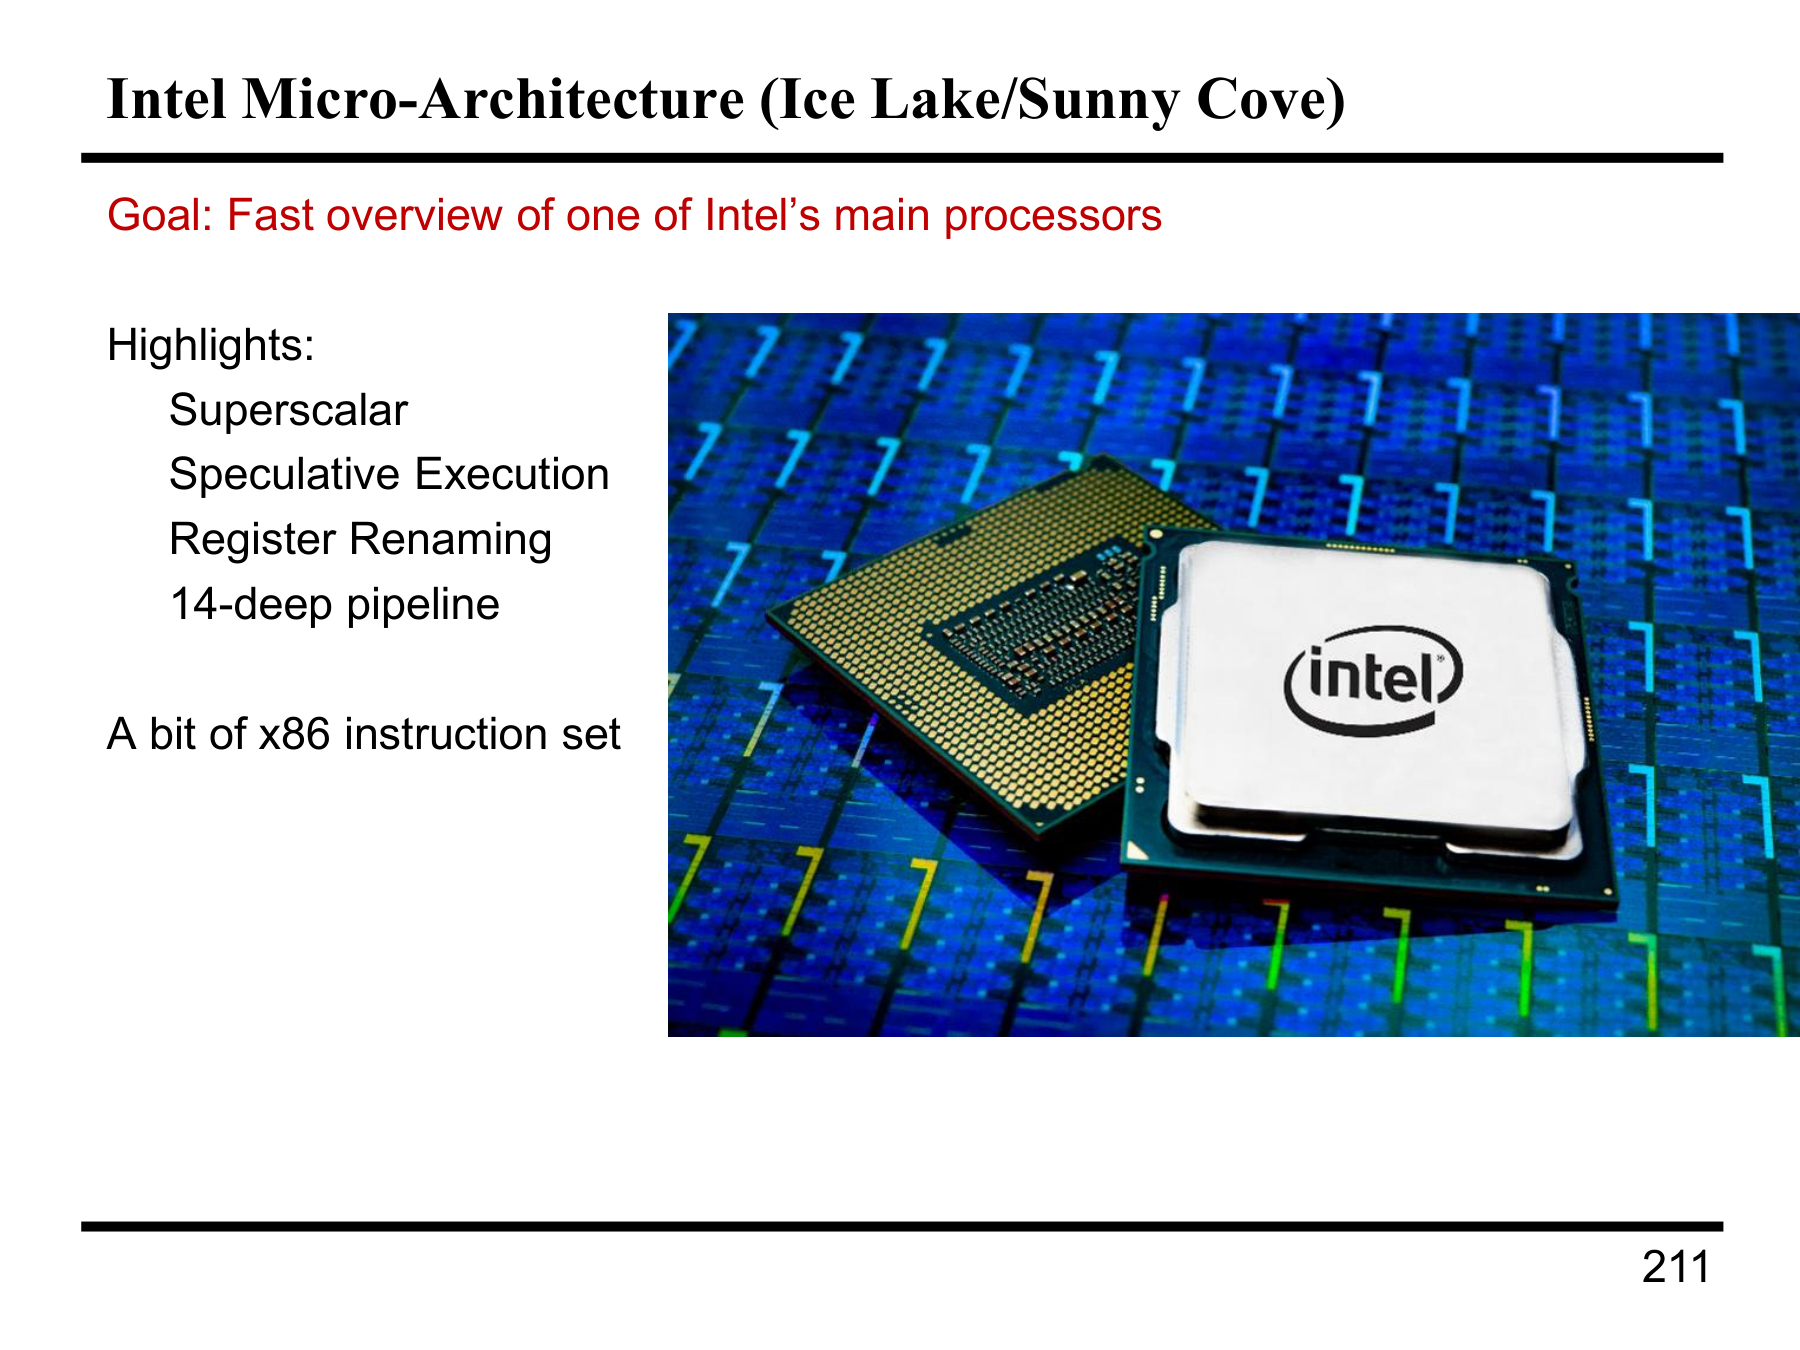 Intel Micro-Architecture (Ice Lake/Sunny Cove)
Goal: Fast overview of one of Intel’s main processors
Highlights:
Superscalar
Speculative Execution
Register Renaming
14-deep pipeline
A bit of x86 instruction set
intel®
211